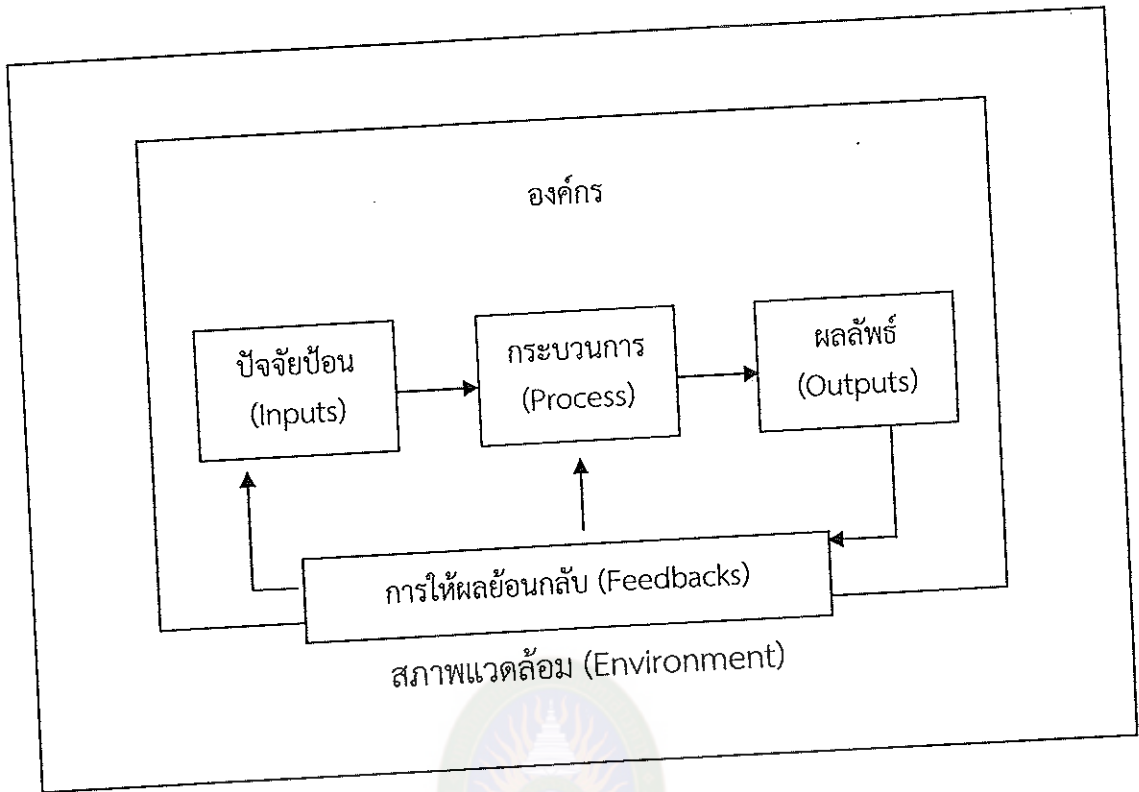 องค์กร
ปัจจัยป้อน
(Inputs)
กระบวนการ
(Process)
ผลลัพธ์
(Outputs)
การให้ผลย้อนกลับ (Feedbacks)
สภาพแวดล้อม (Environment)